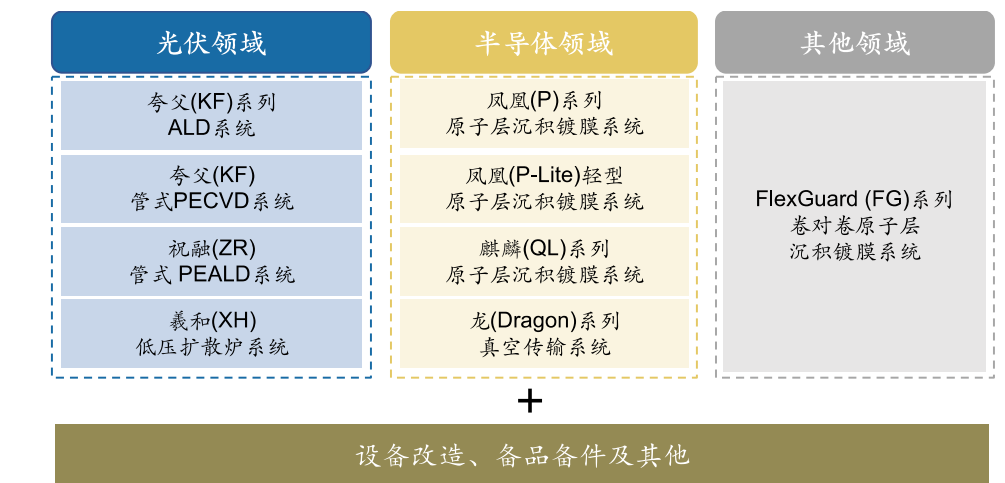 光伏领域
夸父(KF)系列
ALD系统
夸父(KF)
管式PECVD系统
祝融(ZR)
管式 PEALD系统
羲和(XH)
低压扩散炉系统
半导体领域
凤凰(P)系列
原子层沉积镀膜系统
凤凰(P-Lite)轻型
原子层沉积镀膜系统
麒麟(QL)系列
原子层沉积镀膜系统
龙(Dragon)系列
真空传输系统
其他领域
FlexGuard (FG)系列
卷对卷原子层
沉积镀膜系统
+
设备改造、备品备件及其他